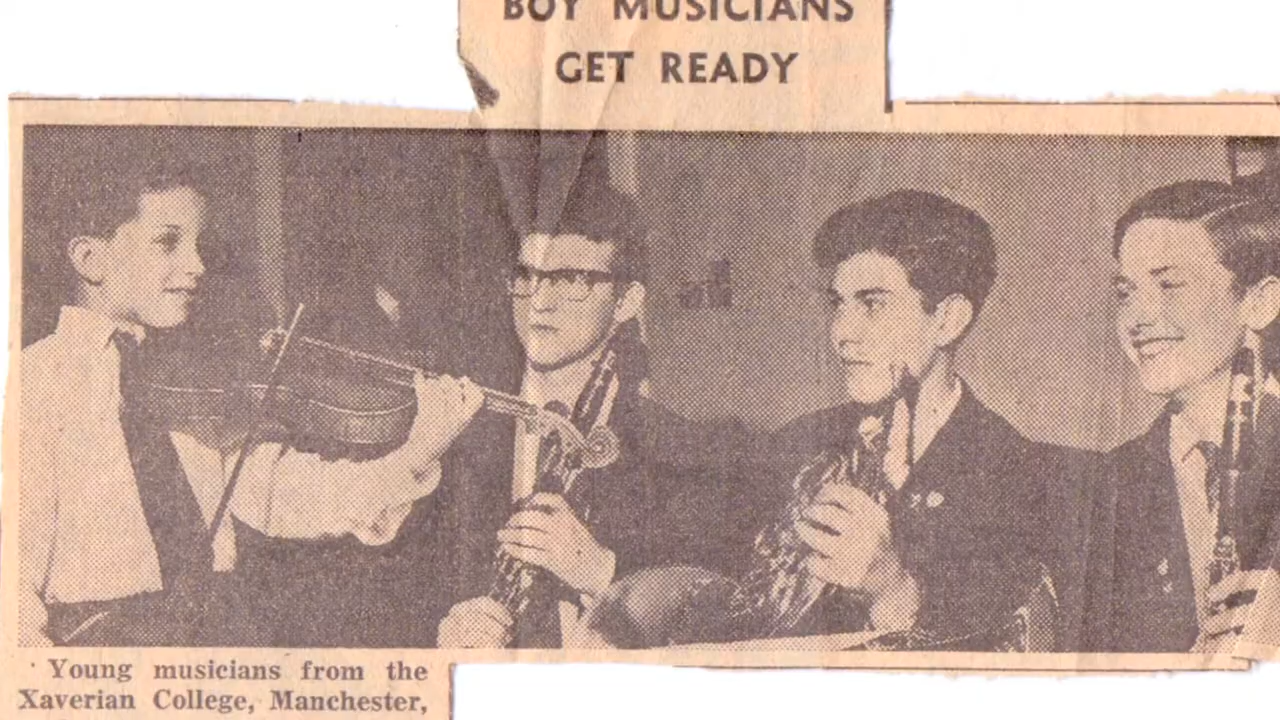 BOY MUSICIANS
GET READY
Young musicians from the
Xaverian College, Manchester,